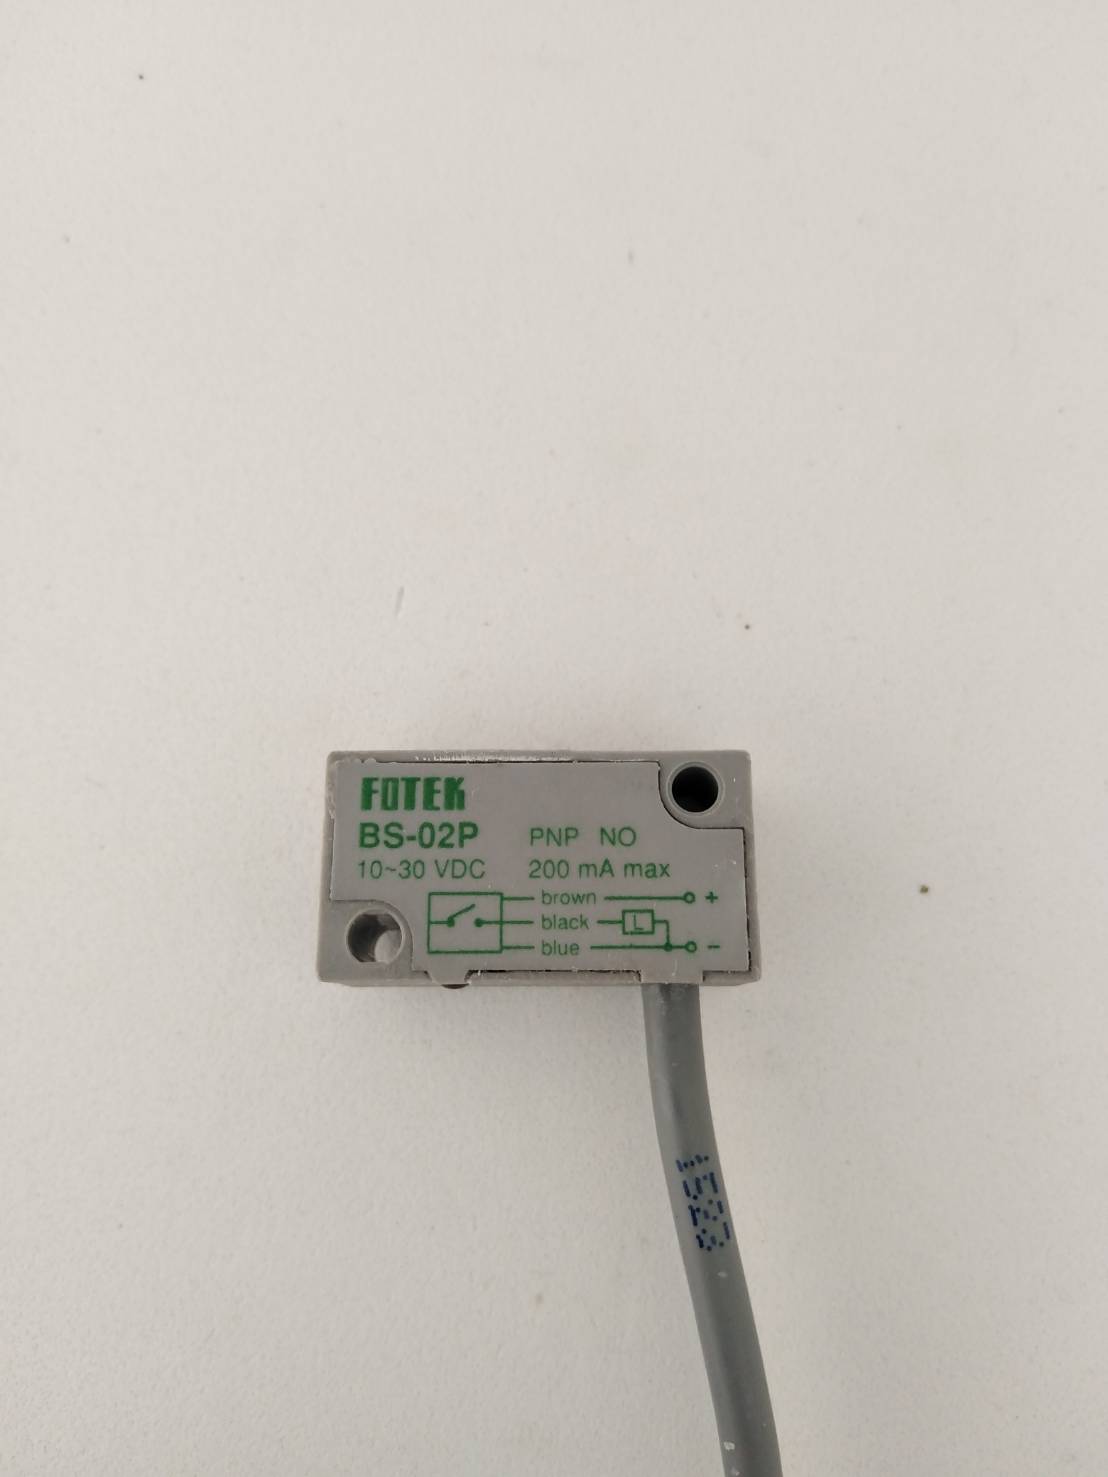 FOTEK
BS-02P PNP NO
10~30 VDC 200 mA max
brown +
black L
blue -